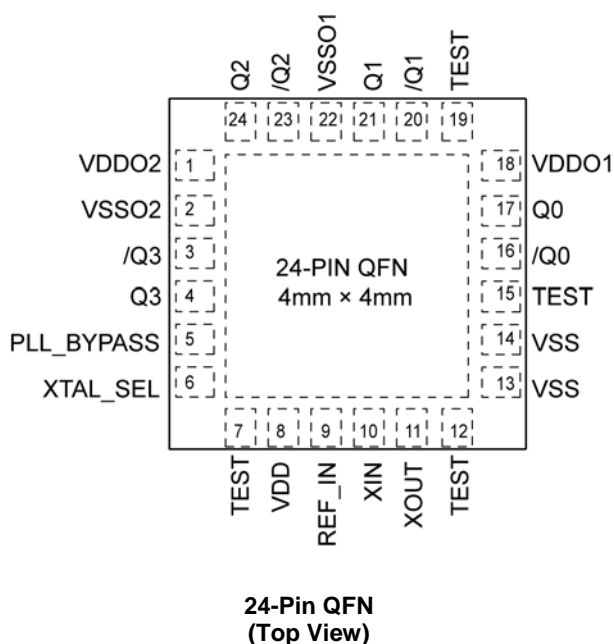 Q2
/Q2
VSSO1
Q1
/Q1
TEST
24
23
22
21
20
19
VDDO2 1
VSSO2 2
/Q3 3
Q3 4
PLL_BYPASS 5
XTAL_SEL 6
24-PIN QFN
4mm × 4mm
18 VDDO1
17 Q0
16 /Q0
15 TEST
14 VSS
13 VSS
7
8
9
10
11
12
TEST
VDD
REF_IN
XIN
XOUT
TEST
24-Pin QFN
(Top View)